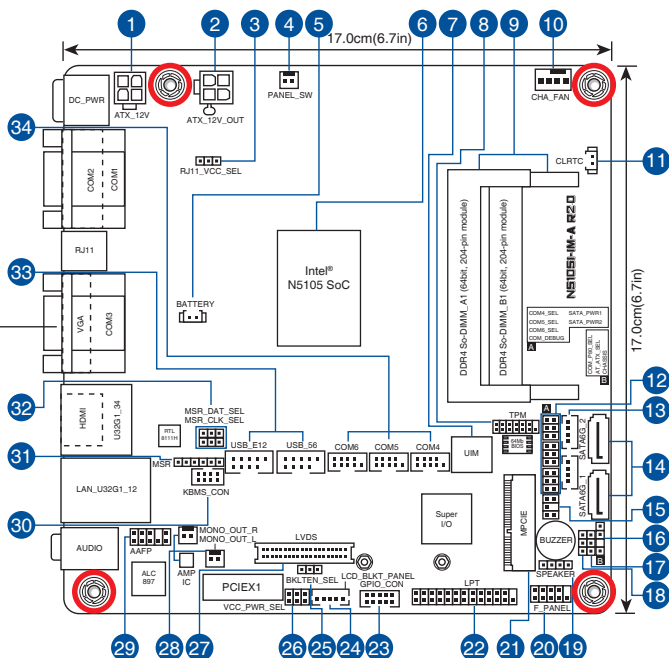 1
2
3
4
5
6
7
8
9
10
17.0cm(6.7in)
DC_PWR
ATX_12V
ATX_12V_OUT
PANEL_SW
CHA_FAN
34
RJ11_VCC_SEL
CLRTC
11
COM2
COM1
RJ11
DDR4 So-DIMM_A1 (64bit, 204-pin module)
DDR4 So-DIMM_B1 (64bit, 204-pin module)
N5105I-IM-A R2.0
17.0cm(6.7in)
33
Intel®
N5105 SoC
BATTERY
VGA
COM3
COM4_SEL SATA_PWR1
COM5_SEL SATA_PWR2
COM6_SEL
COM_DEBUG
A
COM_PI90_SEL
AT_ATX_SEL
CHASSIS
B
32
HDMI
U32G1_34
RTL
8111H
MSR_DAT_SEL
MSR_CLK_SEL
12
TPM
A
13
USB_E12
USB_56
COM6
COM5
COM4
UIM
64Mb
BIOS
SATA6G_2
31
MSR
14
LAN_U32G1_12
KBMS_CON
SATA6G_1
30
Super
I/O
MPCIE
15
AUDIO
MONO_OUT_R
MONO_OUT_L
LVDS
BUZZER
16
29
AAFP
B
17
ALC
897
AMP
IC
BKLTEN_SEL
LCD_BLKT_PANEL
GPIO_CON
SPEAKER
18
PCIEX1
VCC_PWR_SEL
LPT
F_PANEL
28
27
26
25
24
23
22
21
20
19